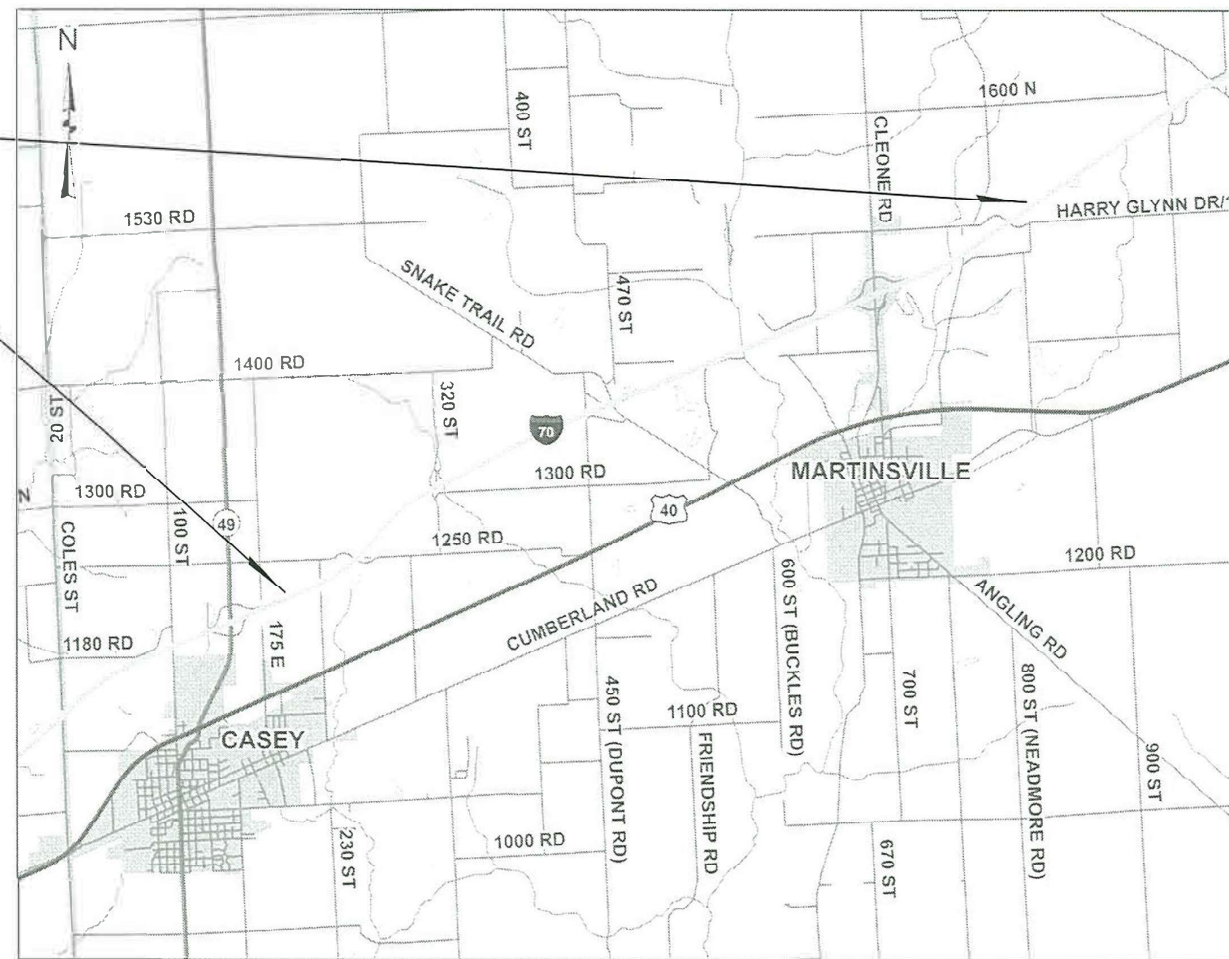 N
1600 N
400 ST
CLEONE RD
HARRY GLYNN DR/
1530 RD
SNAKE TRAIL RD
470 ST
1400 RD
320 ST
20 ST
70
MARTINSVILLE
1300 RD
N
1300 RD
40
49
100 ST
1250 RD
COLES ST
1200 RD
600 ST (BUCKLES RD)
CUMBERLAND RD
ANGLING RD
175 E
1180 RD
450 ST (DUPONT RD)
700 ST
800 ST (NEADMORE RD)
1100 RD
CASEY
FRIENDSHIP RD
900 ST
1000 RD
230 ST
670 ST